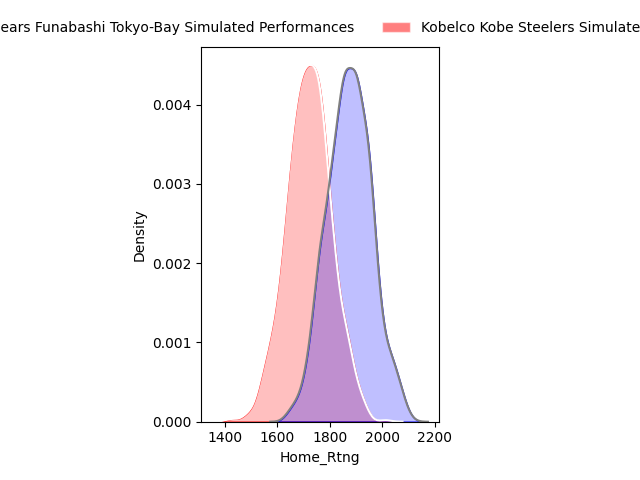 ears Funabashi Tokyo-Bay Simulated Performances
Kobelco Kobe Steelers Simulate
0.004
0.003
0.002
0.001
0.000
Density
1400 1600 1800 2000 2200
Home_Rtng